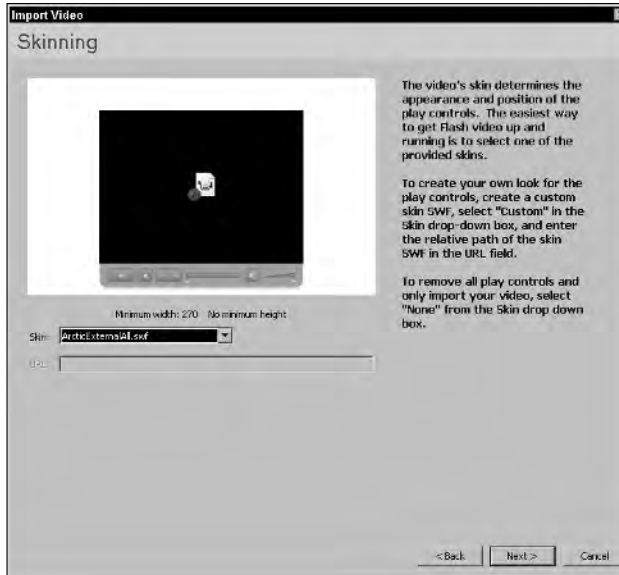 Import Video
Skinning
The video's skin determines the
appearance and position of the
play controls. The easiest way
to get Flash video up and
running is to select one of the
provided skins.
To create your own look for the
play controls, create a custom
skin SWF, select "Custom" in the
Skin drop-down box, and enter
the relative path of the skin
SWF in the URL field.
To remove all play controls and
only import your video, select
"None" from the Skin drop down
box.
Minimum width: 270 No minimum height
Skin: ArcticExternalAll.swf
URL:
< Back Next > Cancel